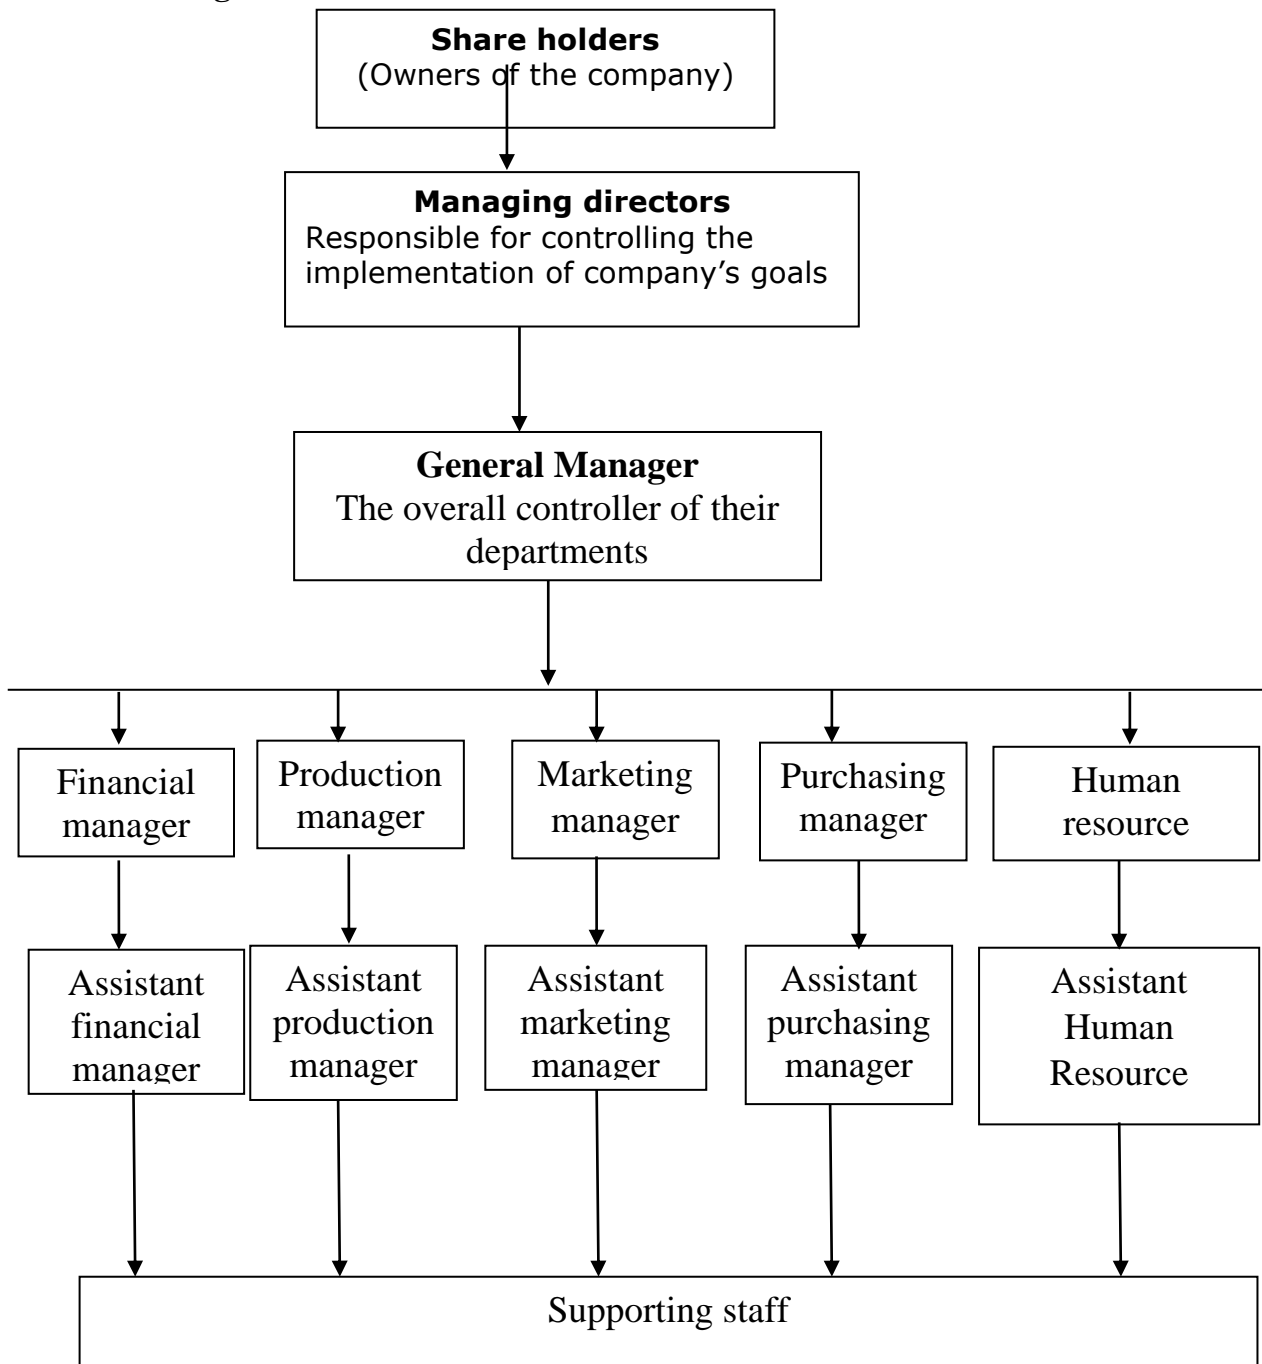 Share holders
(Owners of the company)
Managing directors
Responsible for controlling the
implementation of company’s goals
General Manager
The overall controller of their
departments
Financial
manager
Production
manager
Marketing
manager
Purchasing
manager
Human
resource
Assistant
financial
manager
Assistant
production
manager
Assistant
marketing
manager
Assistant
purchasing
manager
Assistant
Human
Resource
Supporting staff